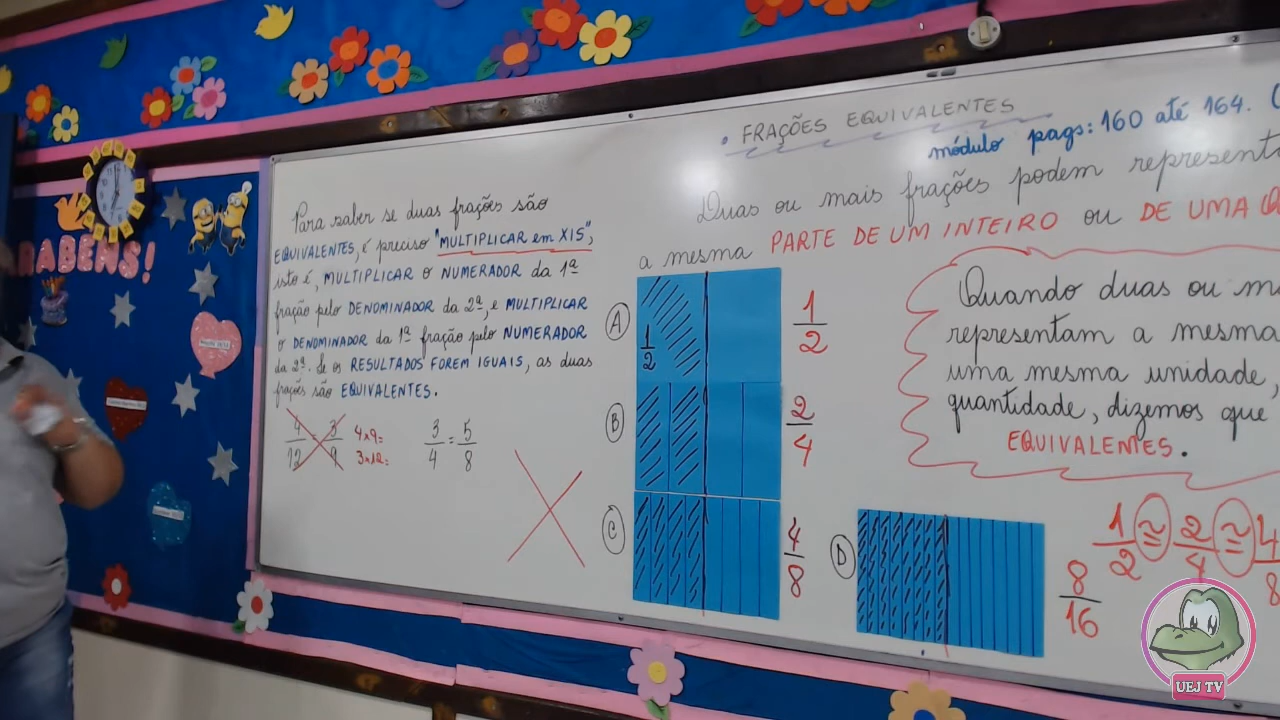 • FRAÇÕES EQUIVALENTES
módulo pags: 160 até 164.
Duas ou mais frações podem
a mesma PARTE DE UM INTEIRO ou DE UMA
Para saber se duas frações são
EQUIVALENTES, é preciso "MULTIPLICAR em XIS",
isto é, MULTIPLICAR o NUMERADOR da 1ª
fração pelo DENOMINADOR da 2ª, e MULTIPLICAR
o DENOMINADOR da 1ª fração pelo NUMERADOR
da 2ª. Se os RESULTADOS FOREM IGUAIS, as duas
frações são EQUIVALENTES.
4/12 3/9
4x9=
3x12=
3/4 = 5/8
A 1/2 1/2
B 2/4
C 4/8
D 8/16
Quando duas ou
representam a mesma
uma mesma unidade,
quantidade, dizemos que
EQUIVALENTES.
1/2 ≅ 2/4 ≅ 4/8
RABENS!
UEJ TV